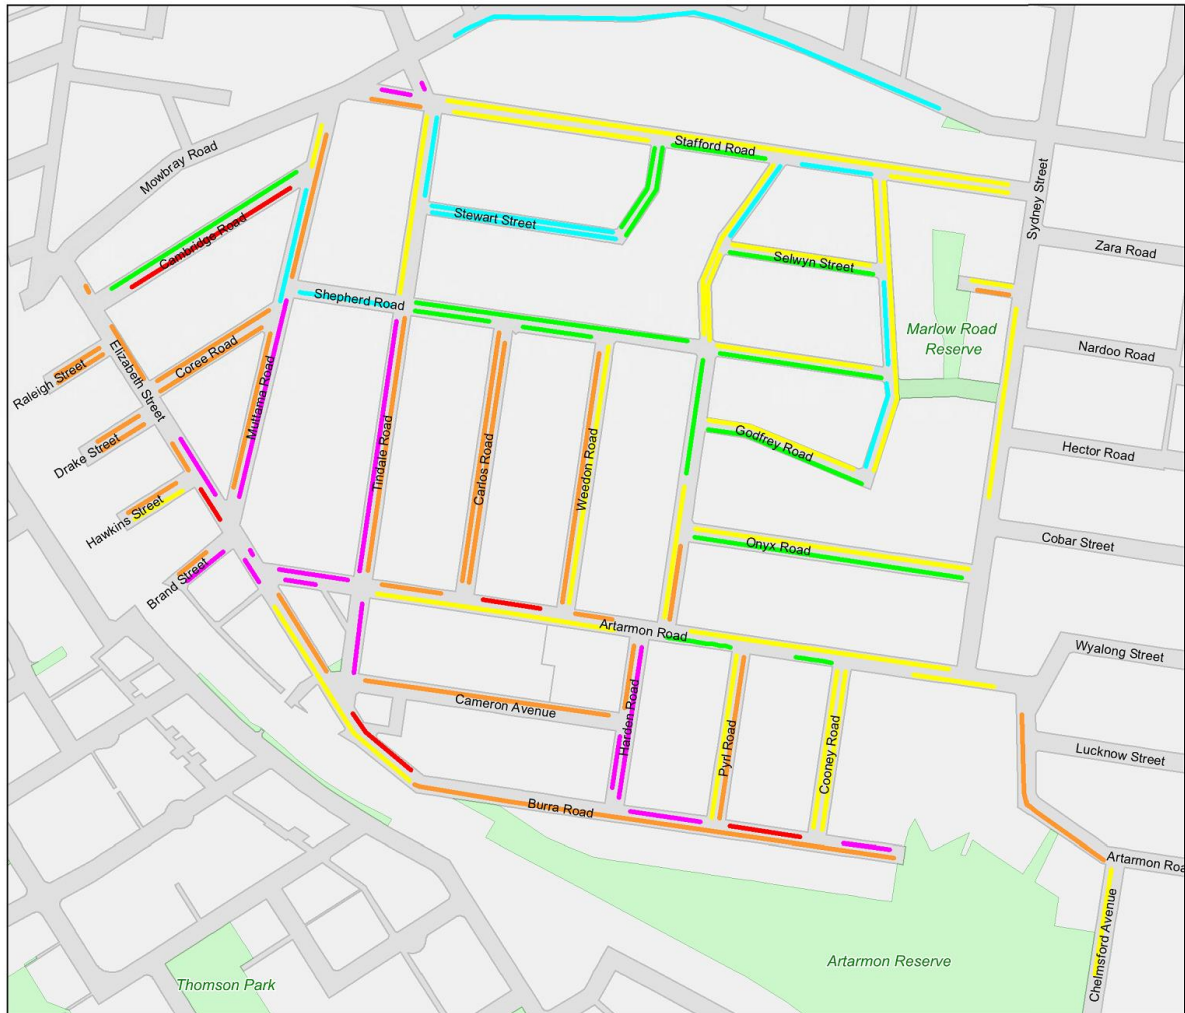 Stafford Road
Mowbray Road
Sydney Street
Stewart Street
Cambridge Road
Zara Road
Selwyn Street
Shepherd Road
Marlow Road
Reserve
Nardoo Road
Coree Road
Raleigh Street
Elizabeth Street
Muttama Road
Drake Street
Tindale Road
Carlos Road
Weedon Road
Godfrey Road
Hector Road
Hawkins Street
Onyx Road
Cobar Street
Brand Street
Artarmon Road
Wyalong Street
Cameron Avenue
Harden Road
Pyrl Road
Cooney Road
Lucknow Street
Burra Road
Artarmon Roa
Chelmsford Avenue
Artarmon Reserve
Thomson Park